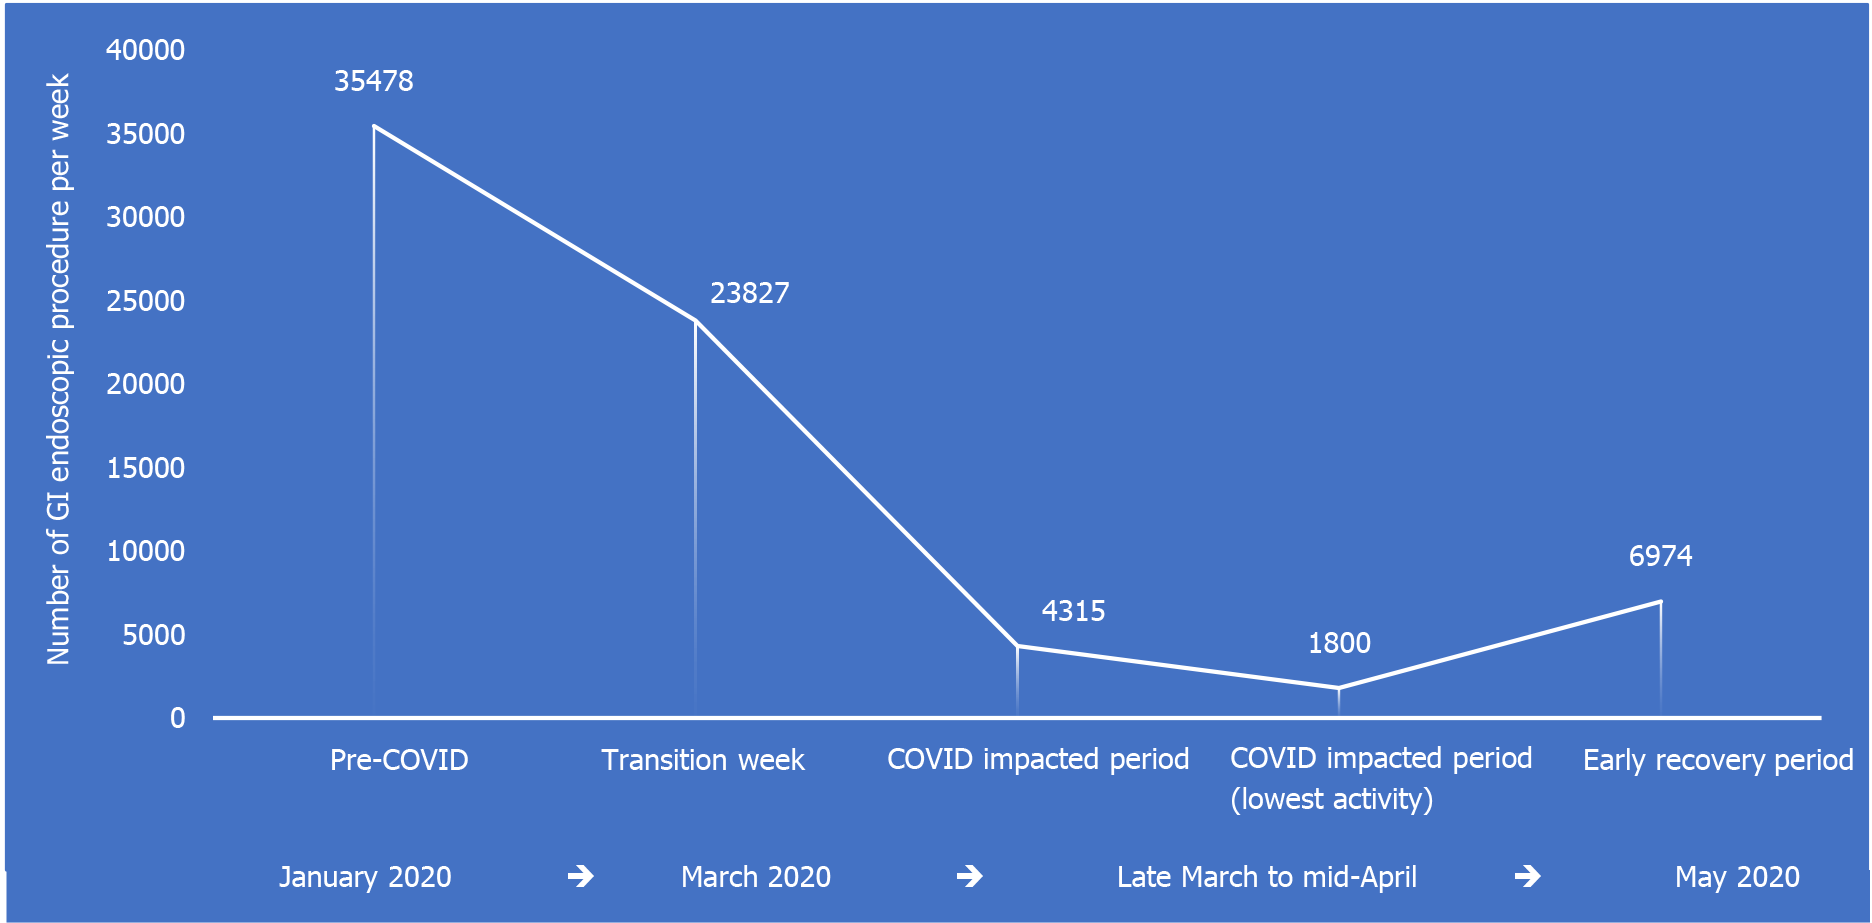 Number of GI endoscopic procedure per week
40000
35000
30000
25000
20000
15000
10000
5000
0
35478
23827
4315
1800
6974
Pre-COVID
Transition week
COVID impacted period
COVID impacted period
(lowest activity)
Early recovery period
January 2020 ➔ March 2020 ➔ Late March to mid-April ➔ May 2020